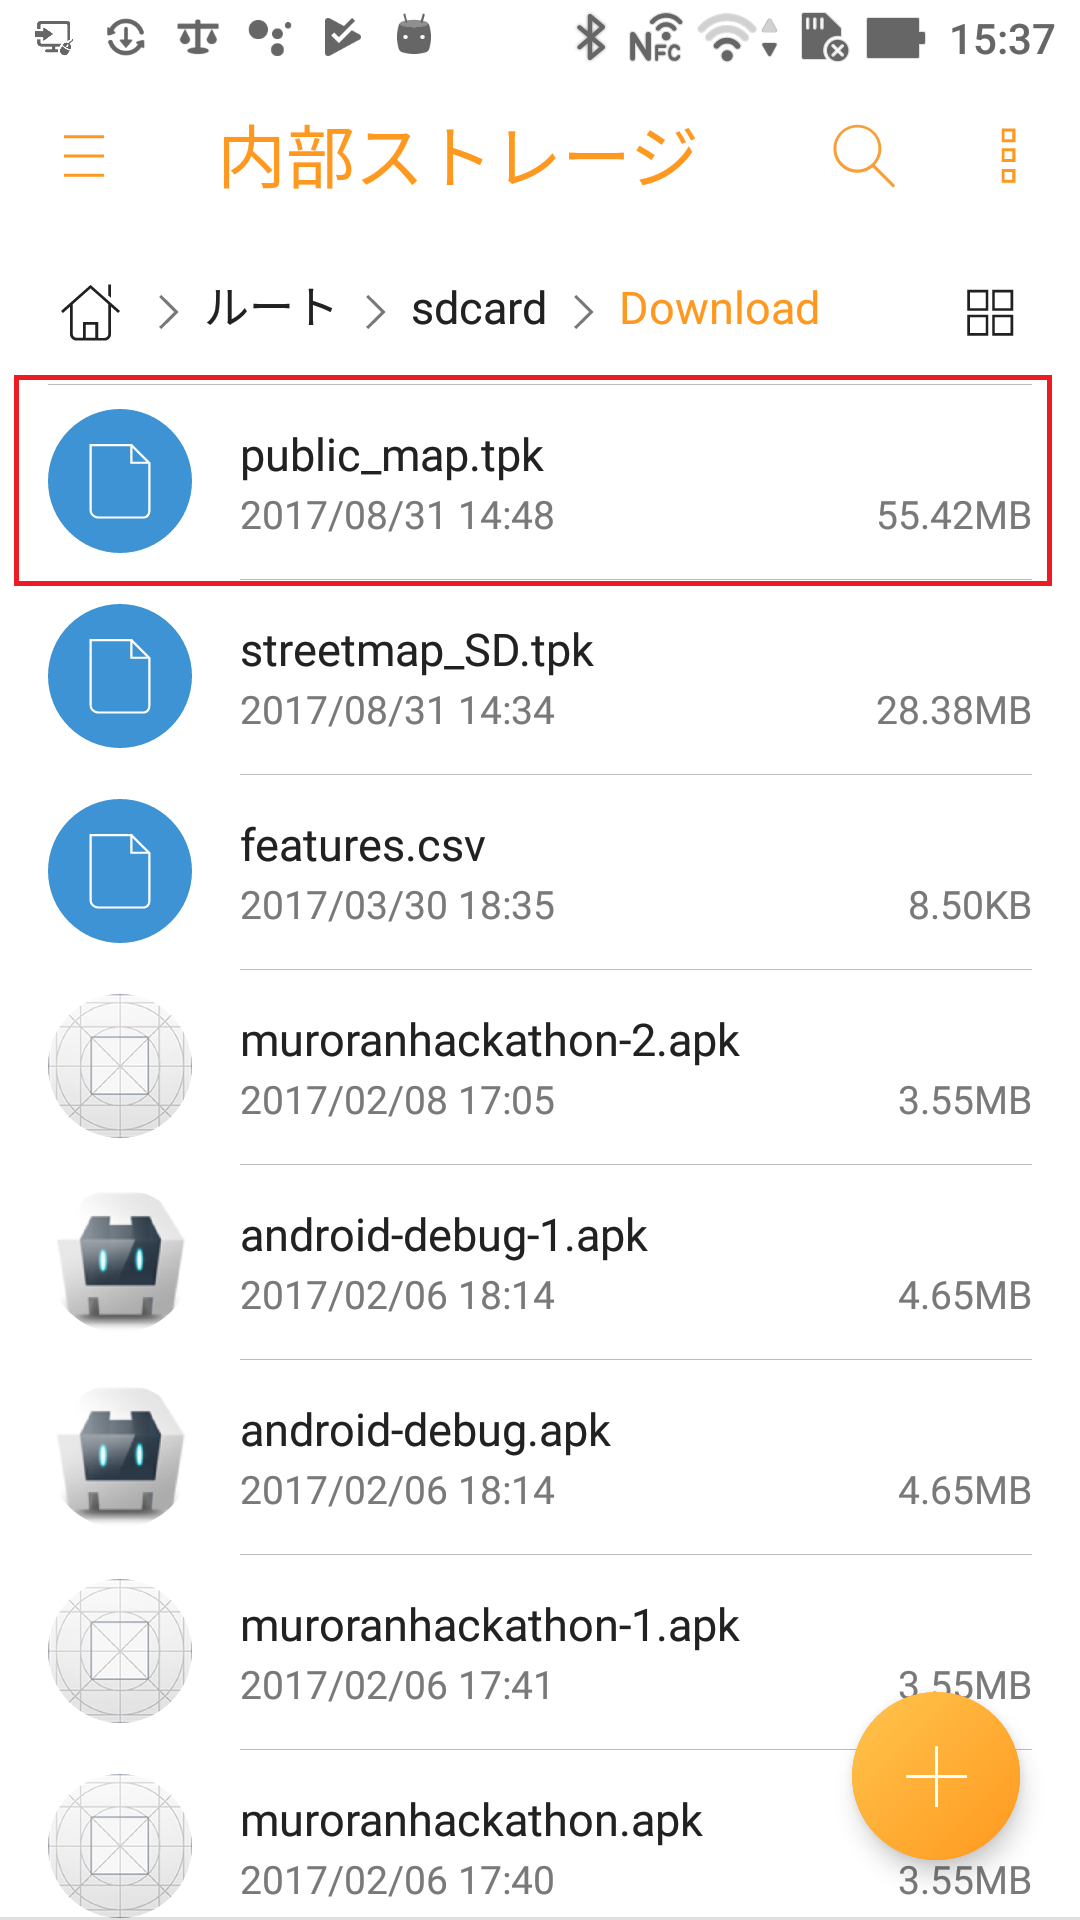 NFC 15:37
内部ストレージ
ルート sdcard Download
public_map.tpk
2017/08/31 14:48 55.42MB
streetmap_SD.tpk
2017/08/31 14:34 28.38MB
features.csv
2017/03/30 18:35 8.50KB
muroranhackathon-2.apk
2017/02/08 17:05 3.55MB
android-debug-1.apk
2017/02/06 18:14 4.65MB
android-debug.apk
2017/02/06 18:14 4.65MB
muroranhackathon-1.apk
2017/02/06 17:41 3.55MB
muroranhackathon.apk
2017/02/06 17:40 3.55MB